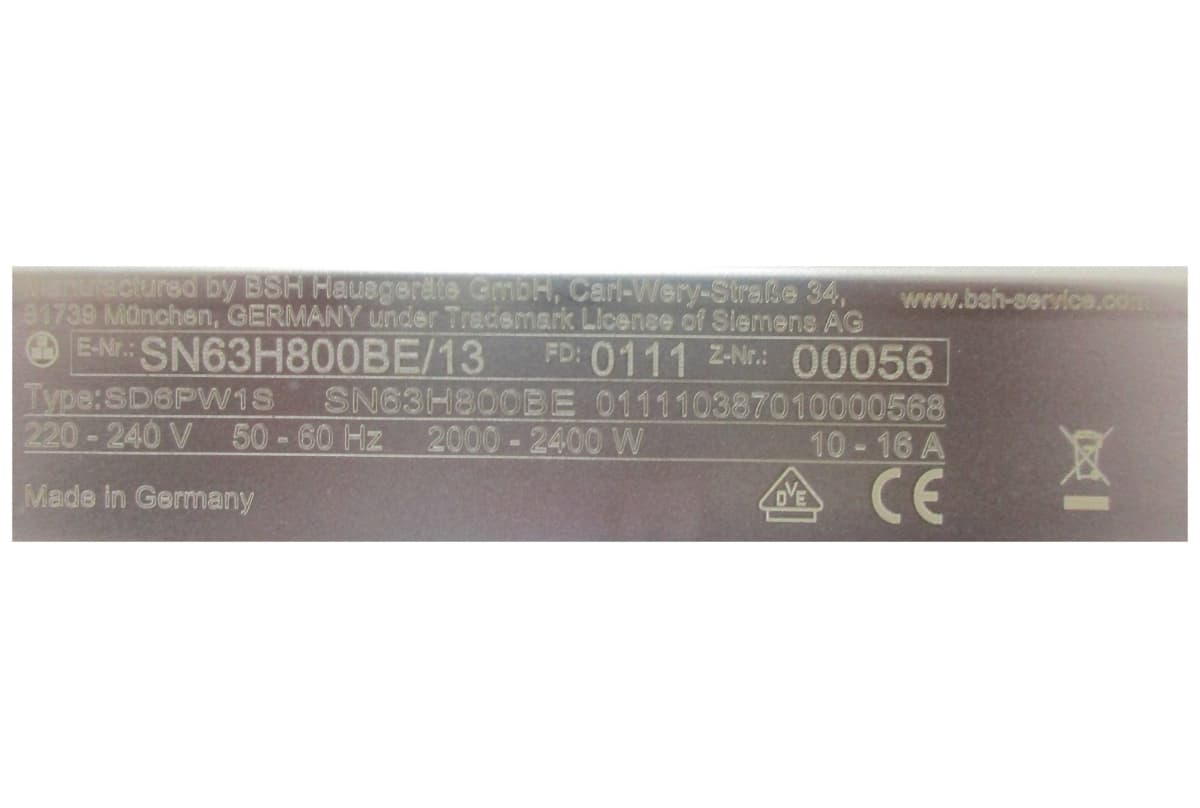 Manufactured by BSH Hausgeräte GmbH, Carl-Wery-Straße 34,
81739 München, GERMANY under Trademark License of Siemens AG
www.bsh-service.com
E-Nr.: SN63H800BE/13 FD: 0111 Z-Nr.: 00056
Type: SD6PW1S SN63H800BE 011110387010000568
220 - 240 V 50 - 60 Hz 2000 - 2400 W 10 - 16 A
Made in Germany
DVE CE